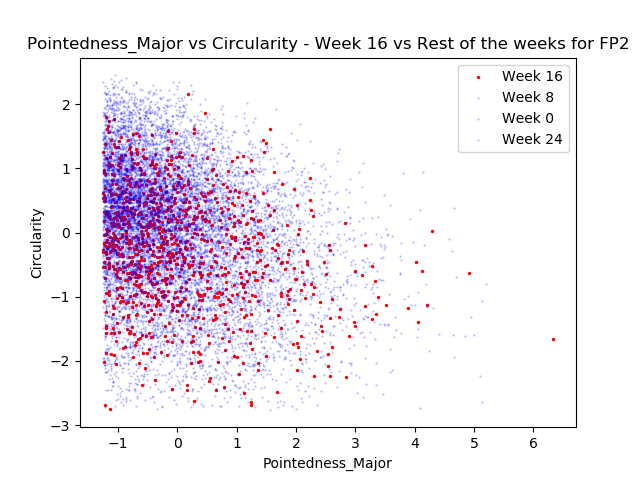 Pointedness_Major vs Circularity - Week 16 vs Rest of the weeks for FP2
Week 16
Week 8
Week 0
Week 24
Circularity
2
1
0
−1
−2
−3
−1
0
1
2
3
4
5
6
Pointedness_Major